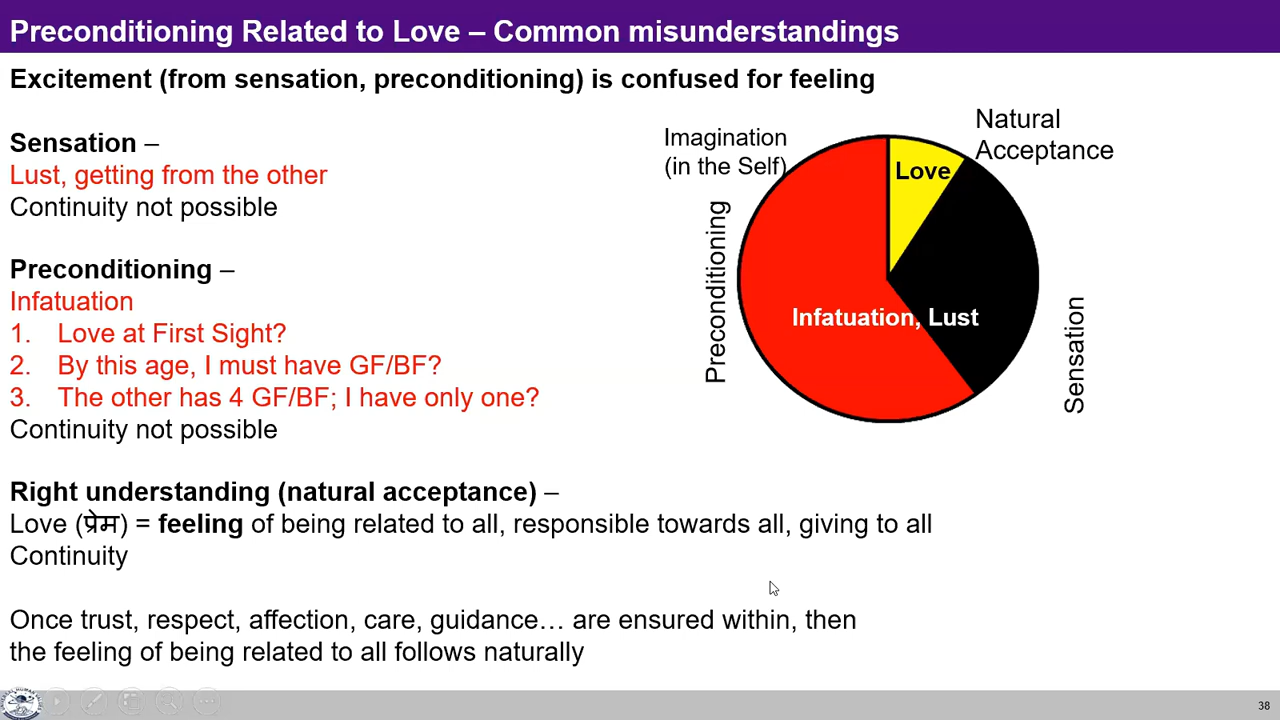 Preconditioning Related to Love – Common misunderstandings
Excitement (from sensation, preconditioning) is confused for feeling
Sensation –
Lust, getting from the other
Continuity not possible
Preconditioning –
Infatuation
1. Love at First Sight?
2. By this age, I must have GF/BF?
3. The other has 4 GF/BF; I have only one?
Continuity not possible
Right understanding (natural acceptance) –
Love (प्रेम) = feeling of being related to all, responsible towards all, giving to all
Continuity
Once trust, respect, affection, care, guidance… are ensured within, then
the feeling of being related to all follows naturally
Imagination
(in the Self)
Natural
Acceptance
Love
Preconditioning
Infatuation, Lust
Sensation
38